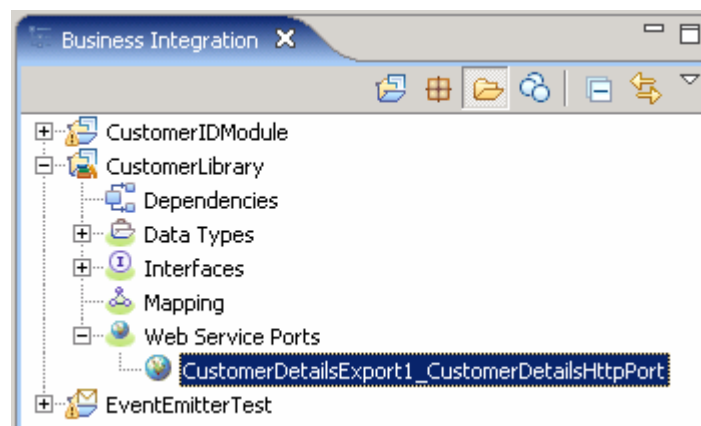 Business Integration
CustomerIDModule
CustomerLibrary
Dependencies
Data Types
Interfaces
Mapping
Web Service Ports
CustomerDetailsExport1_CustomerDetailsHttpPort
EventEmitterTest